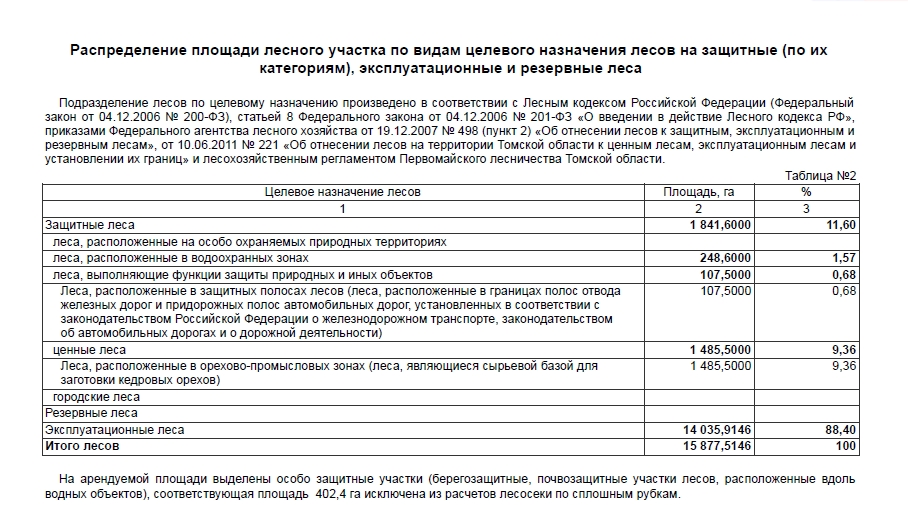 Распределение площади лесного участка по видам целевого назначения лесов на защитные (по их
категориям), эксплуатационные и резервные леса
Подразделение лесов по целевому назначению произведено в соответствии с Лесным кодексом Российской Федерации (Федеральный
закон от 04.12.2006 № 200-ФЗ), статьей 8 Федерального закона от 04.12.2006 № 201-ФЗ «О введении в действие Лесного кодекса РФ»,
приказами Федерального агентства лесного хозяйства от 19.12.2007 № 498 (пункт 2) «Об отнесении лесов к защитным, эксплуатационным и
резервным лесам», от 10.06.2011 № 221 «Об отнесении лесов на территории Томской области к ценным лесам, эксплуатационным лесам и
установлении их границ» и лесохозяйственным регламентом Первомайского лесничества Томской области.
Таблица №2
Целевое назначение лесов Площадь, га %
1 2 3
Защитные леса 1 841,6000 11,60
леса, расположенные на особо охраняемых природных территориях
леса, расположенные в водоохранных зонах 248,6000 1,57
леса, выполняющие функции защиты природных и иных объектов 107,5000 0,68
Леса, расположенные в защитных полосах лесов (леса, расположенные в границах полос отвода 107,5000 0,68
железных дорог и придорожных полос автомобильных дорог, установленных в соответствии с
законодательством Российской Федерации о железнодорожном транспорте, законодательством
об автомобильных дорогах и о дорожной деятельности)
ценные леса 1 485,5000 9,36
Леса, расположенные в орехово-промысловых зонах (леса, являющиеся сырьевой базой для 1 485,5000 9,36
заготовки кедровых орехов)
городские леса
Резервные леса
Эксплуатационные леса 14 035,9146 88,40
Итого лесов 15 877,5146 100
На арендуемой площади выделены особо защитные участки (берегозащитные, почвозащитные участки лесов, расположенные вдоль
водных объектов), соответствующая площадь 402,4 га исключена из расчетов лесосеки по сплошным рубкам.